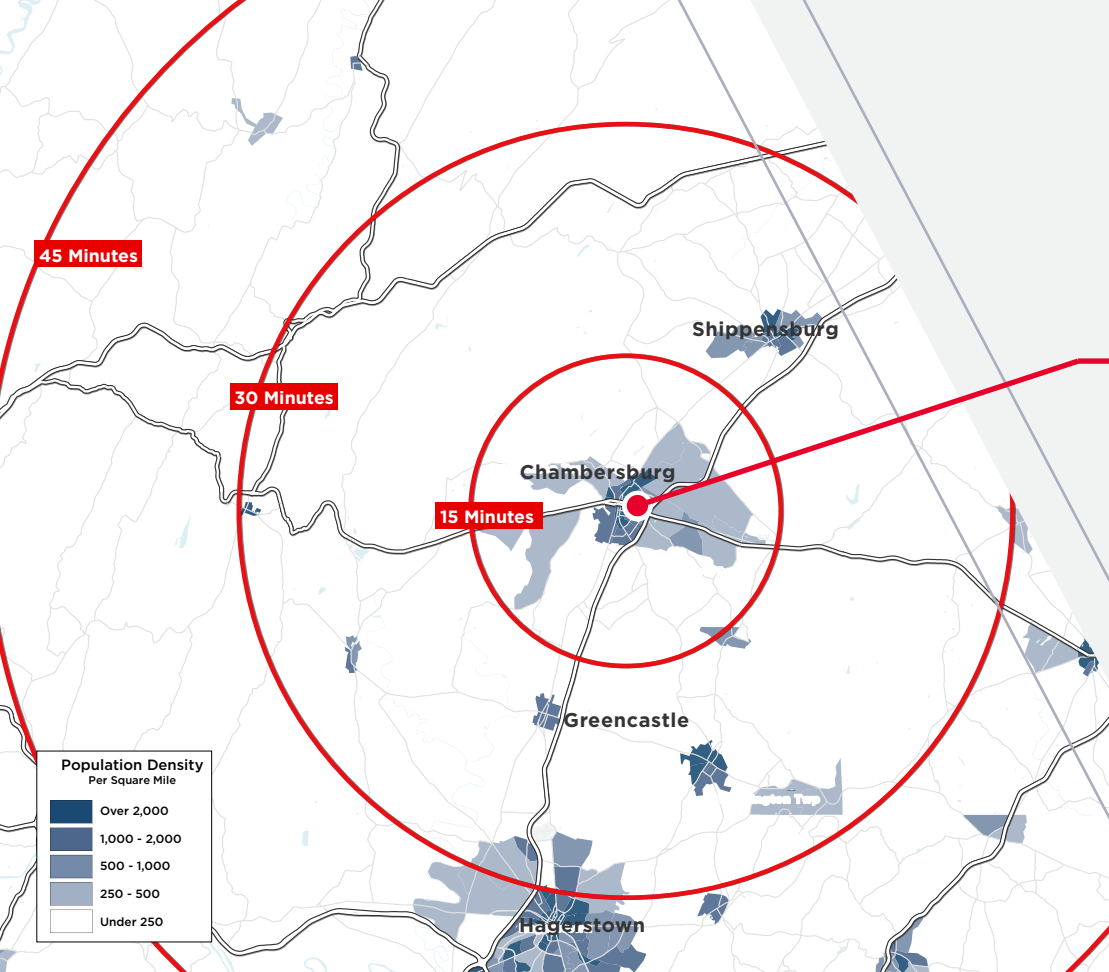 45 Minutes
Shippensburg
30 Minutes
Chambersburg
15 Minutes
Greencastle
Population Density
Per Square Mile
Over 2,000
1,000 - 2,000
500 - 1,000
250 - 500
Under 250
Hagerstown